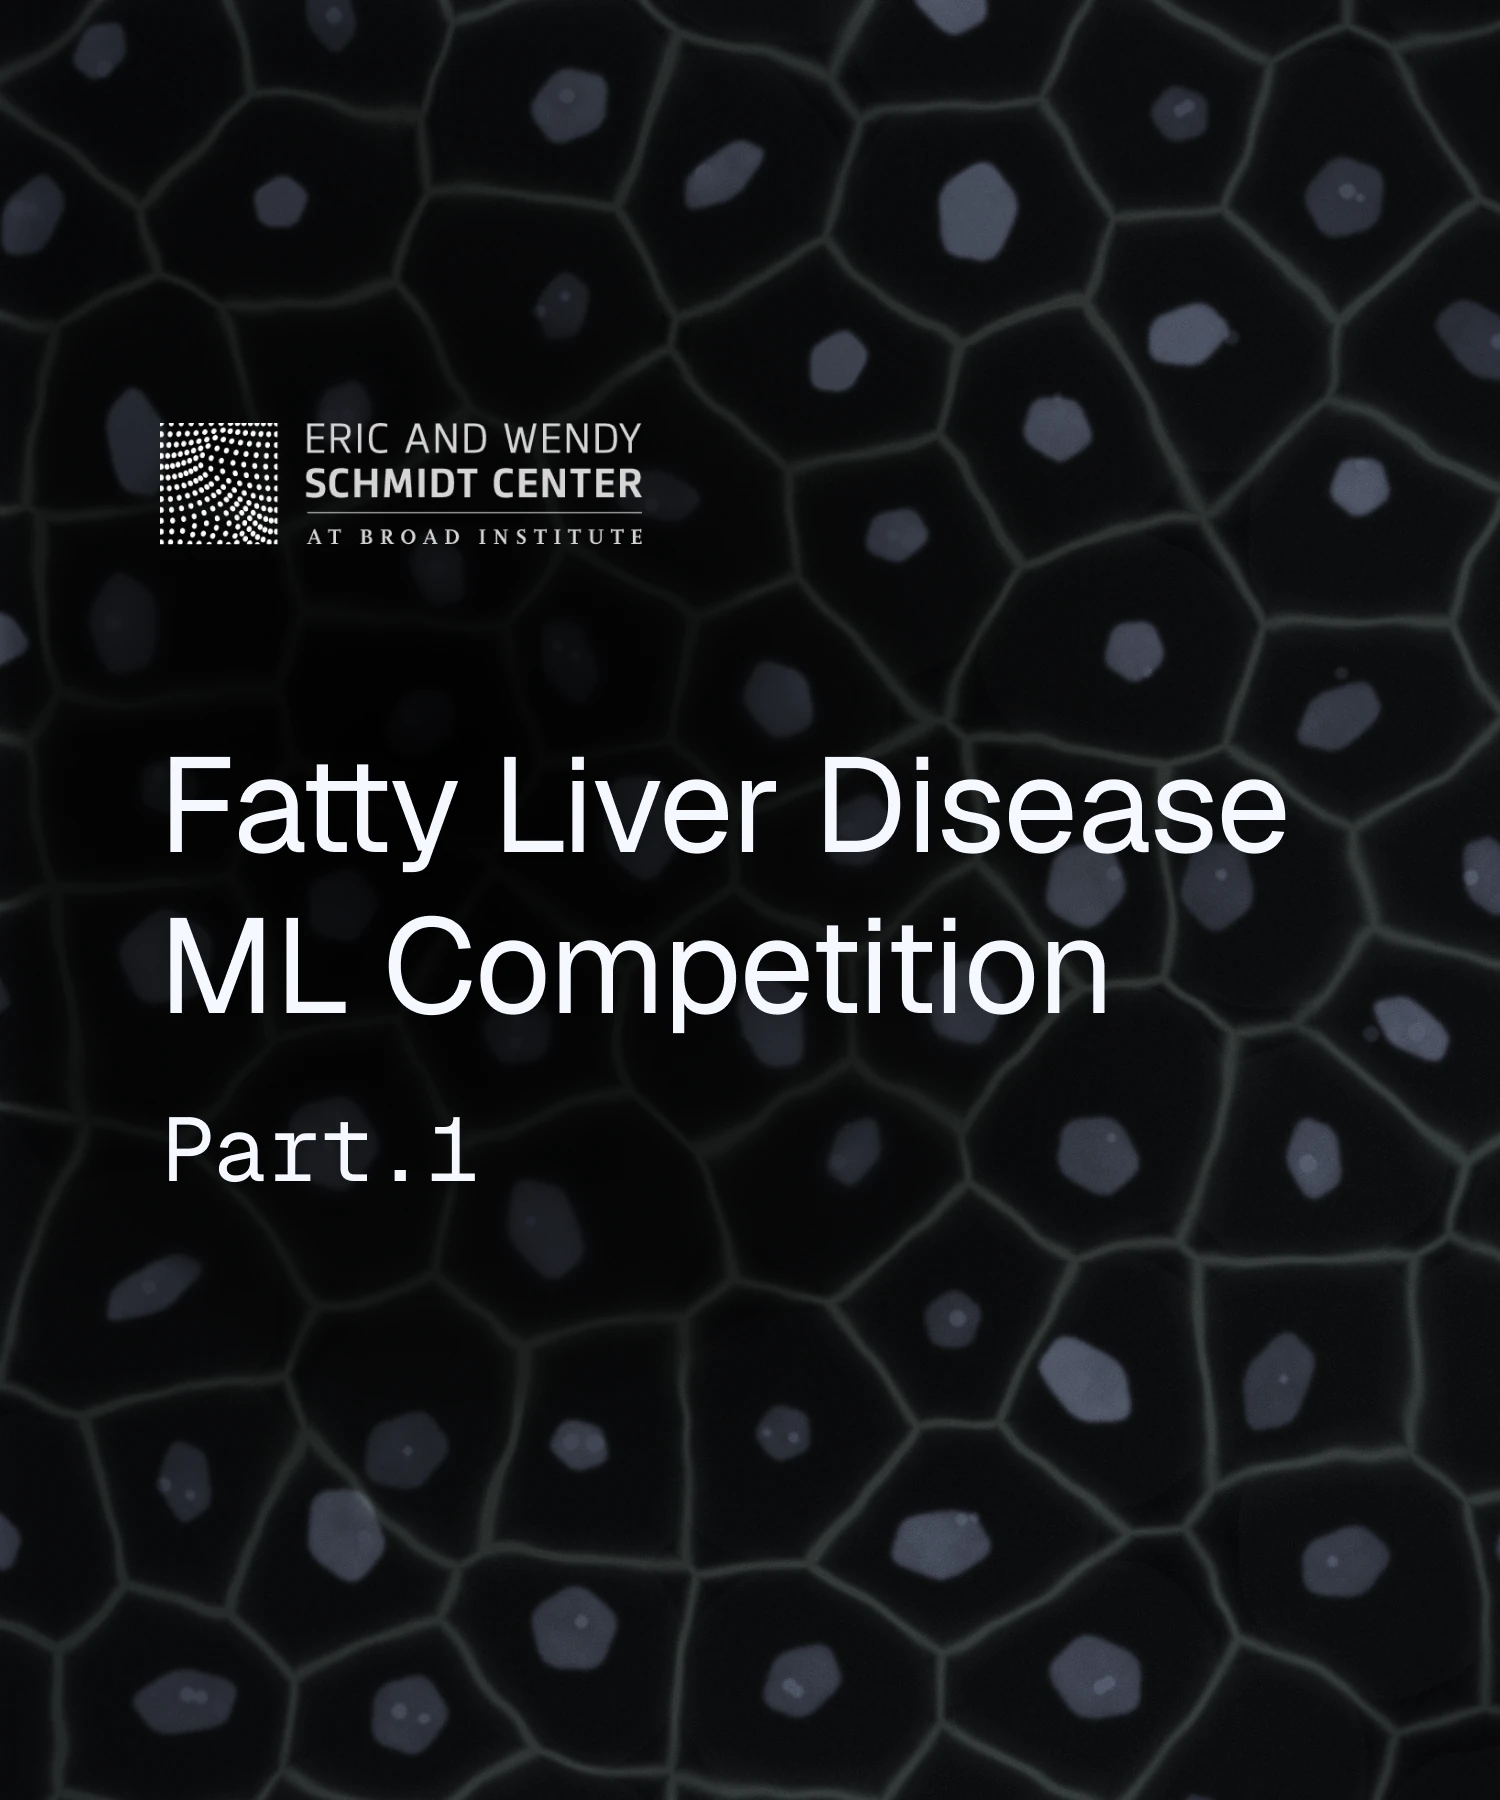 ERIC AND WENDY
SCHMIDT CENTER
AT BROAD INSTITUTE
Fatty Liver Disease
ML Competition
Part.1